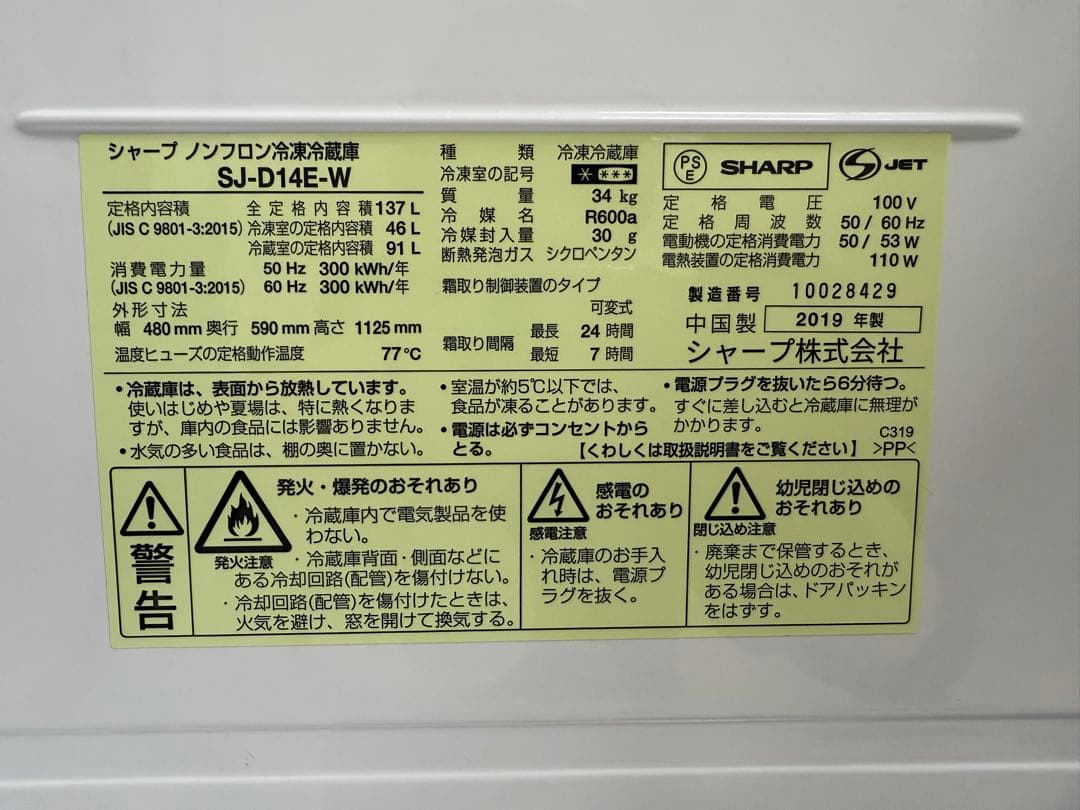 シャープ ノンフロン冷凍冷蔵庫
SJ-D14E-W
定格内容積 全定格内容積 137 L
(JIS C 9801-3:2015) 冷凍室の定格内容積 46 L
冷蔵室の定格内容積 91 L
消費電力量 50 Hz 300 kWh/年
(JIS C 9801-3:2015) 60 Hz 300 kWh/年
外形寸法
幅 480 mm 奥行 590 mm 高さ 1125 mm
温度ヒューズの定格動作温度 77℃
種類 冷凍冷蔵庫
冷凍室の記号 * ***
質量 34 kg
冷媒名 R600a
冷媒封入量 30 g
断熱発泡ガス シクロペンタン
霜取り制御装置のタイプ
可変式
霜取り間隔 最長 24 時間
最短 7 時間
PS E SHARP S JET
定格電圧 100 V
定格周波数 50 / 60 Hz
電動機の定格消費電力 50 / 53 W
電熱装置の定格消費電力 110 W
製造番号 10028429
中国製 2019 年製
シャープ株式会社
・冷蔵庫は、表面から放熱しています。
使いはじめや夏場は、特に熱くなりま
すが、庫内の食品には影響ありません。
・水気の多い食品は、棚の奥に置かない。
・室温が約5℃以下では、
食品が凍ることがあります。
・電源は必ずコンセントから
とる。
・電源プラグを抜いたら6分待つ。
すぐに差し込むと冷蔵庫に無理が
かかります。
C319
【くわしくは取扱説明書をご覧ください】 >PP<
警告
発火注意
発火・爆発のおそれあり
・冷蔵庫内で電気製品を使
わない。
・冷蔵庫背面・側面などに
ある冷却回路(配管)を傷付けない。
・冷却回路(配管)を傷付けたときは、
火気を避け、窓を開けて換気する。
感電注意
感電の
おそれあり
・冷蔵庫のお手入
れ時は、電源プ
ラグを抜く。
閉じ込め注意
幼児閉じ込めの
おそれあり
・廃棄まで保管するとき、
幼児閉じ込めのおそれが
ある場合は、ドアパッキン
をはずす。